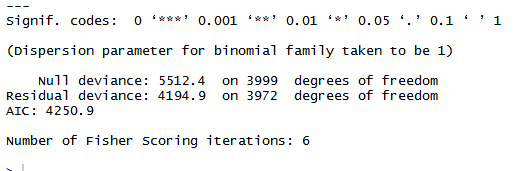 ---
Signif. codes:  0 ‘***’ 0.001 ‘**’ 0.01 ‘*’ 0.05 ‘.’ 0.1 ‘ ’ 1
(Dispersion parameter for binomial family taken to be 1)
    Null deviance: 5512.4  on 3999  degrees of freedom
Residual deviance: 4194.9  on 3972  degrees of freedom
AIC: 4250.9
Number of Fisher Scoring iterations: 6
>